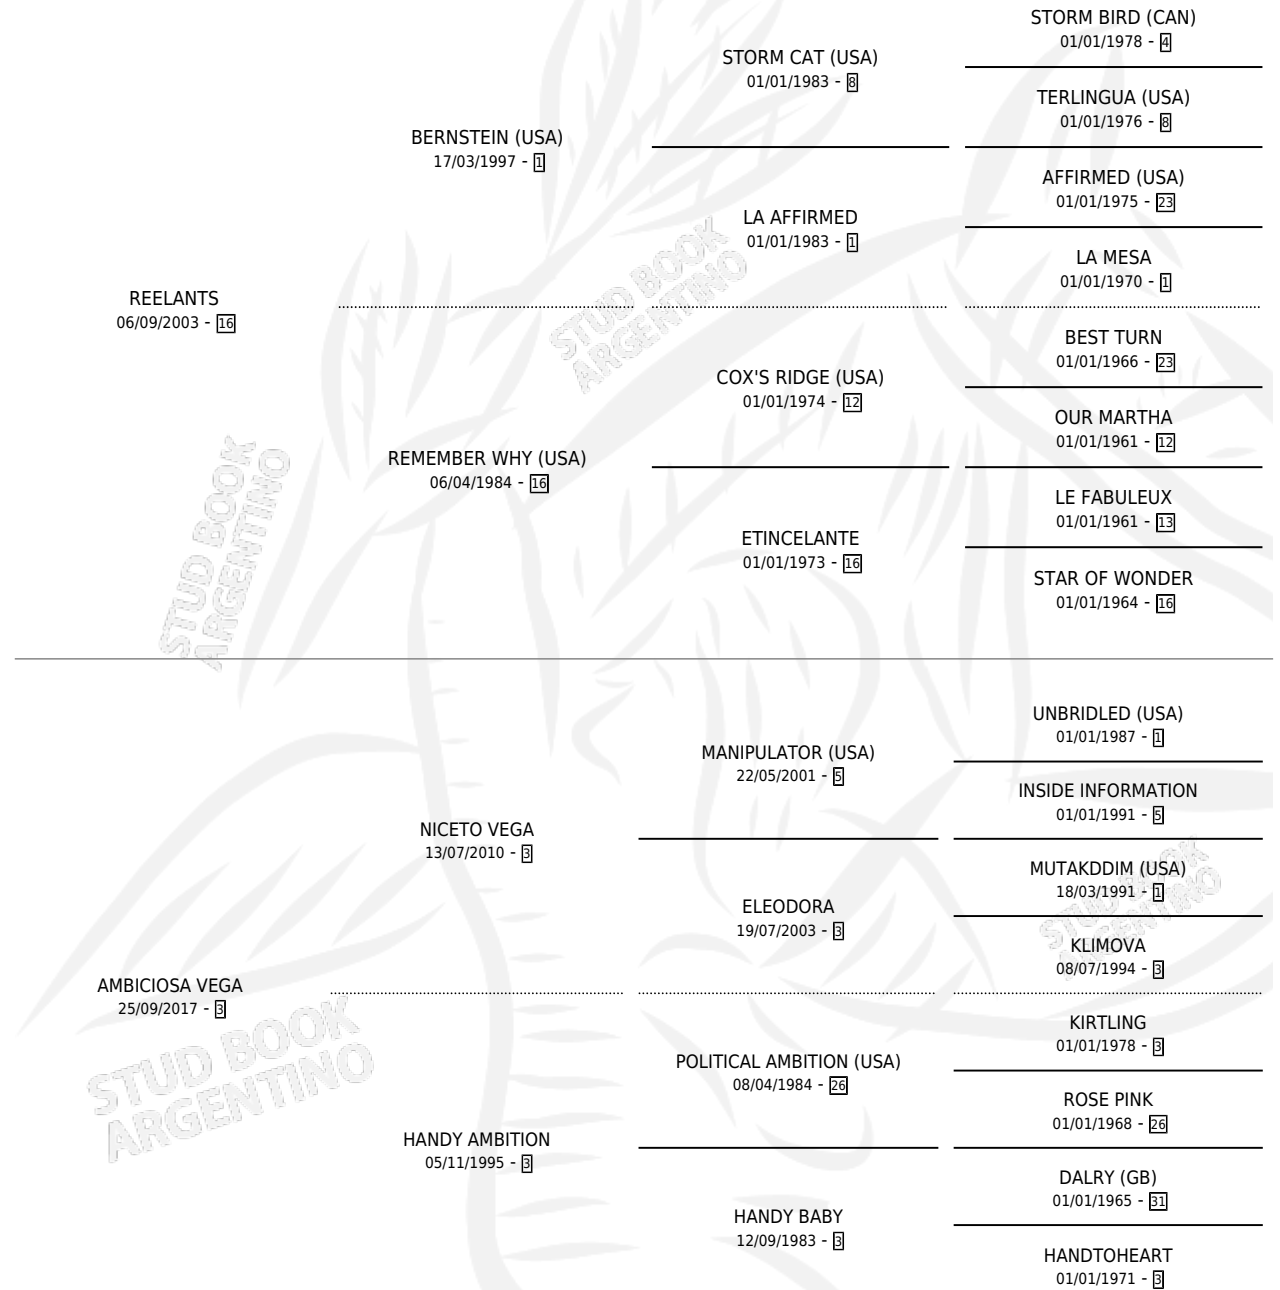 STORM BIRD (CAN)
01/01/1978 - 4
STORM CAT (USA)
01/01/1983 - 8
TERLINGUA (USA)
01/01/1976 - 8
BERNSTEIN (USA)
17/03/1997 - 1
AFFIRMED (USA)
01/01/1975 - 23
LA AFFIRMED
01/01/1983 - 1
LA MESA
01/01/1970 - 1
REELANTS
06/09/2003 - 16
BEST TURN
01/01/1966 - 23
COX'S RIDGE (USA)
01/01/1974 - 12
OUR MARTHA
01/01/1961 - 12
REMEMBER WHY (USA)
06/04/1984 - 16
LE FABULEUX
01/01/1961 - 13
ETINCELANTE
01/01/1973 - 16
STAR OF WONDER
01/01/1964 - 16
STUD BOOK
ARGENTINO
STUD BOOK
ARGENTINO
UNBRIDLED (USA)
01/01/1987 - 1
MANIPULATOR (USA)
22/05/2001 - 5
INSIDE INFORMATION
01/01/1991 - 5
NICETO VEGA
13/07/2010 - 3
MUTAKDDIM (USA)
18/03/1991 - 1
ELEODORA
19/07/2003 - 3
KLIMOVA
08/07/1994 - 3
AMBICIOSA VEGA
25/09/2017 - 3
KIRTLING
01/01/1978 - 3
POLITICAL AMBITION (USA)
08/04/1984 - 26
ROSE PINK
01/01/1968 - 26
HANDY AMBITION
05/11/1995 - 3
DALRY (GB)
01/01/1965 - 31
HANDY BABY
12/09/1983 - 3
HANDTOHEART
01/01/1971 - 3
STUD BOOK
ARGENTINO
STUD BOOK
ARGENTINO